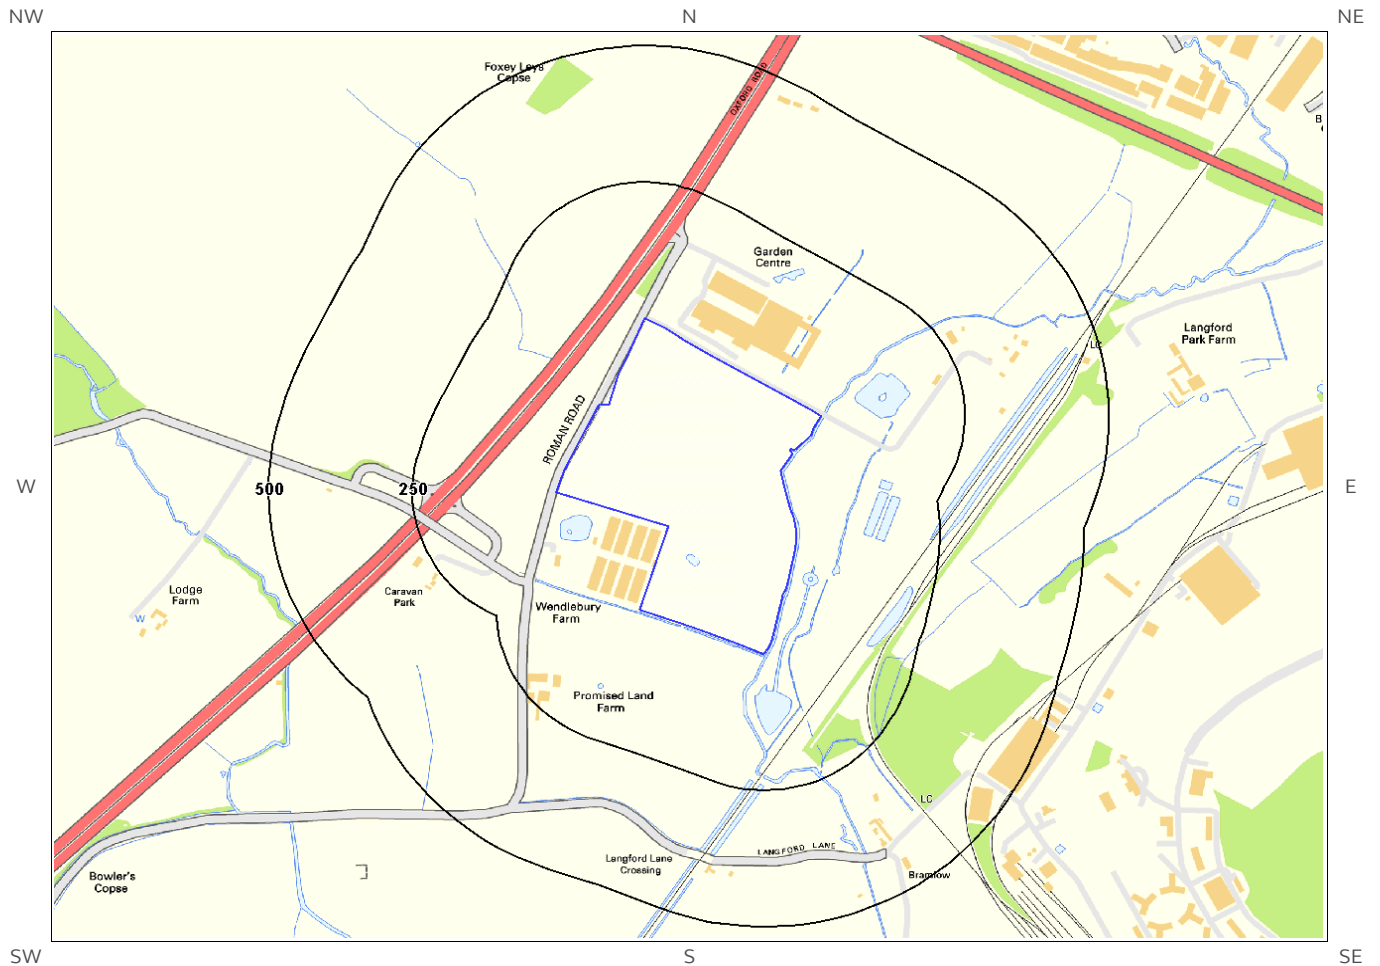 NW
N
NE
Foxey Leys
Copse
OXFORD ROAD
B
Garden
Centre
Langford
Park Farm
LC
ROMAN ROAD
W
500
250
E
Lodge
Farm
W
Caravan
Park
Wendlebury
Farm
Promised Land
Farm
LC
LANGFORD LANE
Langford Lane
Crossing
Bramlow
Bowler's
Copse
SW
S
SE